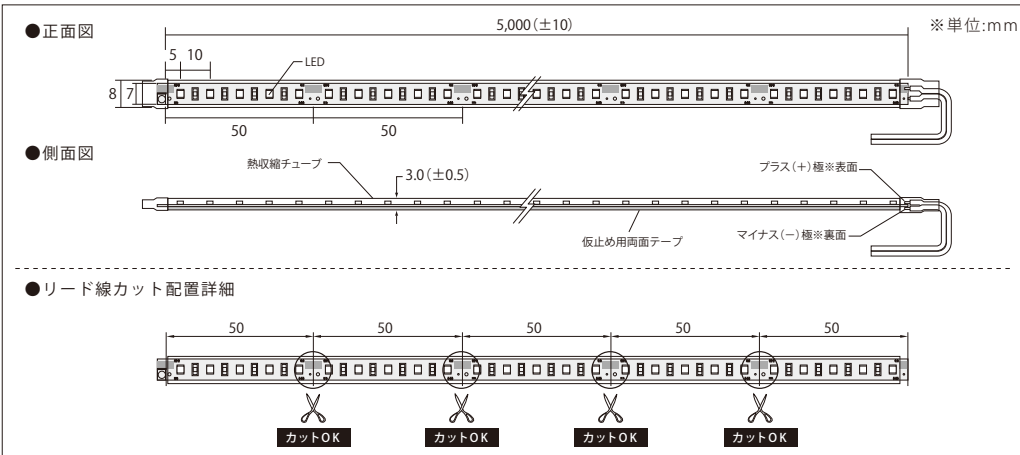 ●正面図
5,000(±10)
※単位:mm
5 10
LED
8 7
50 50
●側面図
熱収縮チューブ
3.0(±0.5)
プラス(+)極※表面
仮止め用両面テープ
マイナス(−)極※裏面
●リード線カット配置詳細
50 50 50 50 50
カットOK カットOK カットOK カットOK